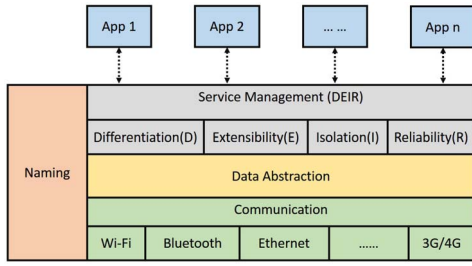 App 1
App 2
... ...
App n
Service Management (DEIR)
Differentiation(D)
Extensibility(E)
Isolation(I)
Reliability(R)
Naming
Data Abstraction
Communication
Wi-Fi
Bluetooth
Ethernet
......
3G/4G